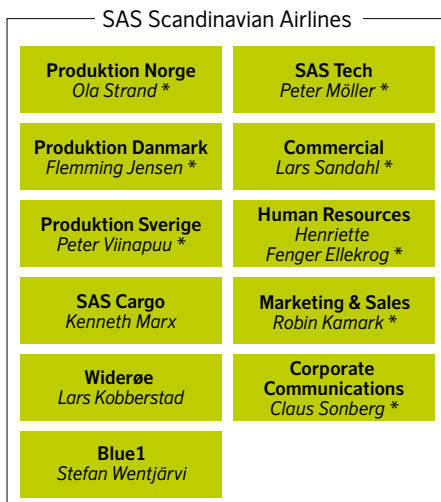 SAS Scandinavian Airlines
Produktion Norge
Ola Strand *
SAS Tech
Peter Möller *
Produktion Danmark
Flemming Jensen *
Commercial
Lars Sandahl *
Produktion Sverige
Peter Viinapuu *
Human Resources
Henriette
Fenger Ellekrog *
SAS Cargo
Kenneth Marx
Marketing & Sales
Robin Kamark *
Widerøe
Lars Kobberstad
Corporate
Communications
Claus Sonberg *
Blue1
Stefan Wentjärvi